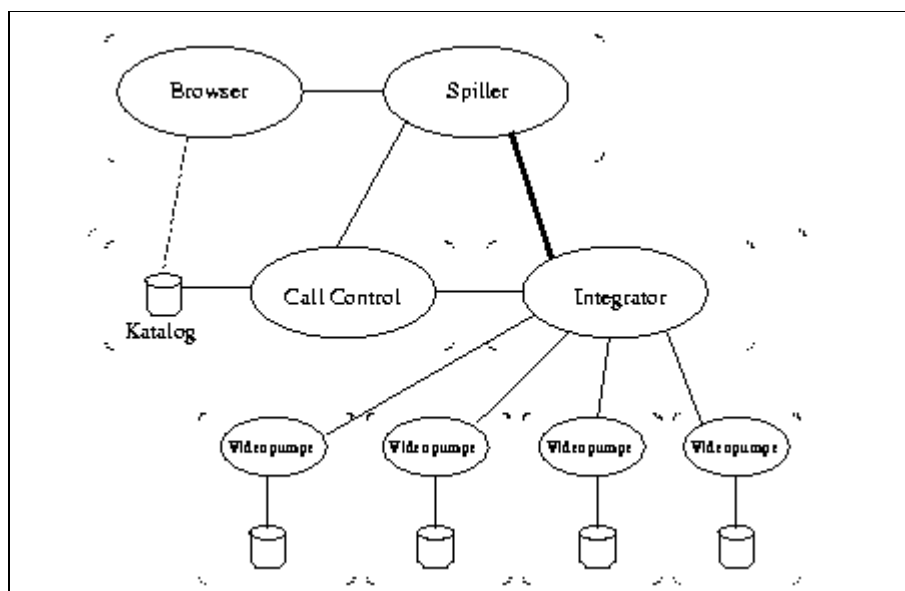 Browser
Spiller
Call Control
Integrator
Katalog
Videopumpe
Videopumpe
Videopumpe
Videopumpe